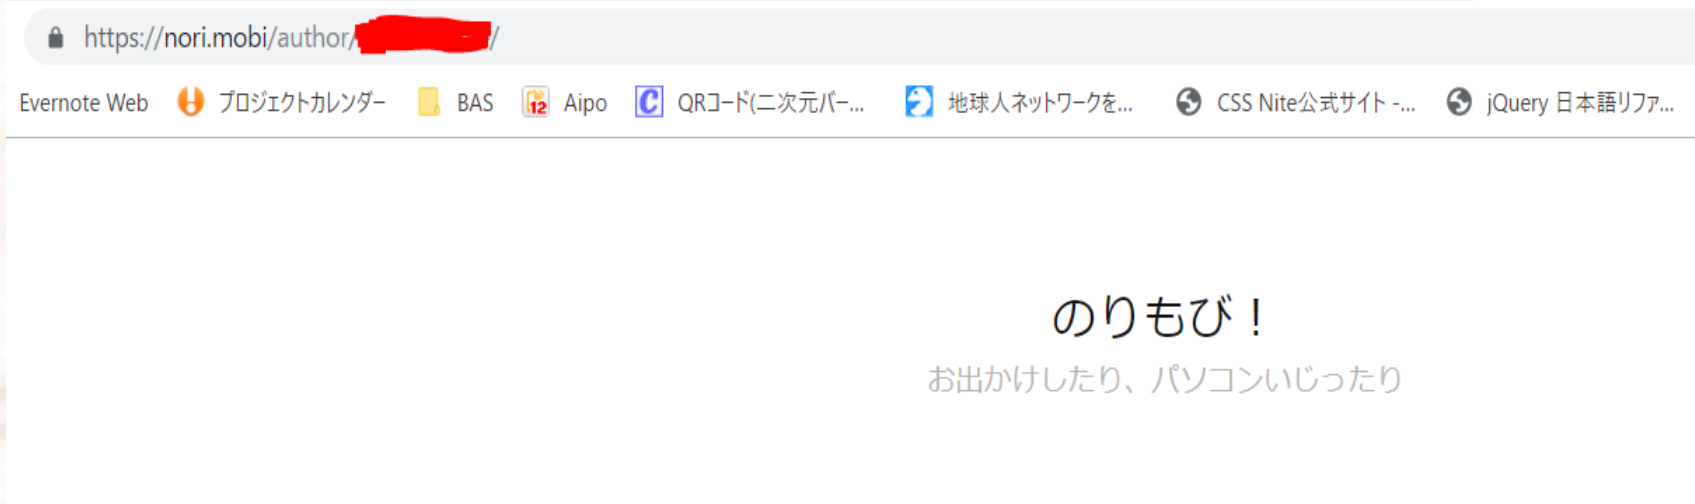 https://nori.mobi/author/ /
Evernote Web プロジェクトカレンダー BAS 12 Aipo C QRコード(二次元バー... 地球人ネットワークを... CSS Nite公式サイト -... jQuery 日本語リファ...
のりもび！
お出かけしたり、パソコンいじったり